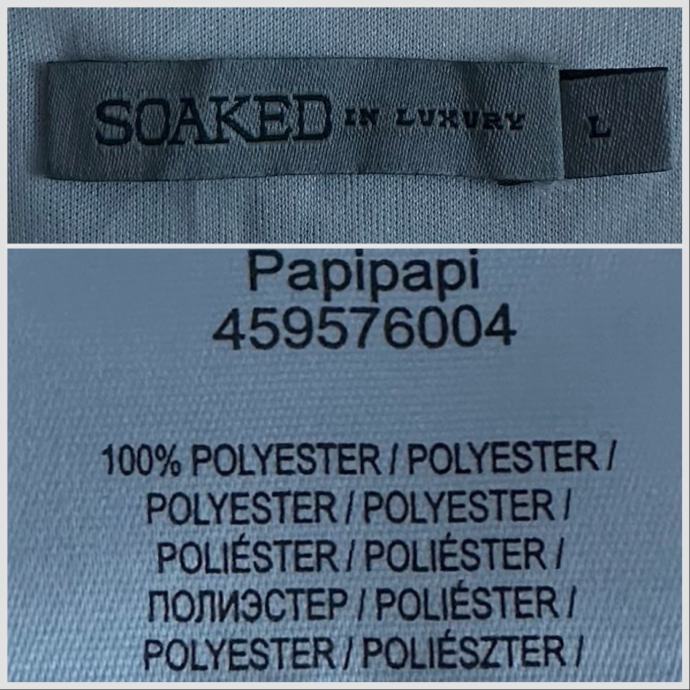 SOAKED IN LUXURY
L
Papipapi
459576004
100% POLYESTER / POLYESTER /
POLYESTER / POLYESTER /
POLIÉSTER / POLIÉSTER /
ПОЛИЭСТЕР / POLIÉSTER /
POLYESTER / POLIÉSZTER /